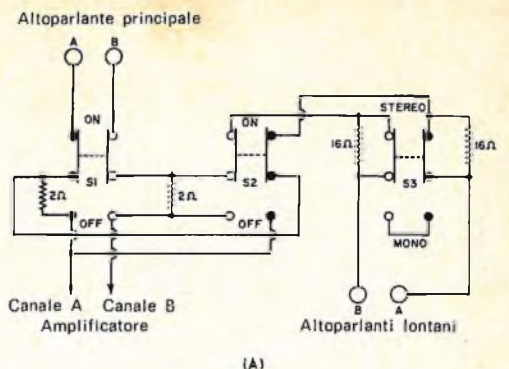 Altoparlante principale
A B
ON ON STEREO
16Ω 16Ω
S1 S2 S3
2Ω 2Ω
OFF OFF MONO
Canale A Canale B
Amplificatore
B A
Altoparlanti lontani
(A)